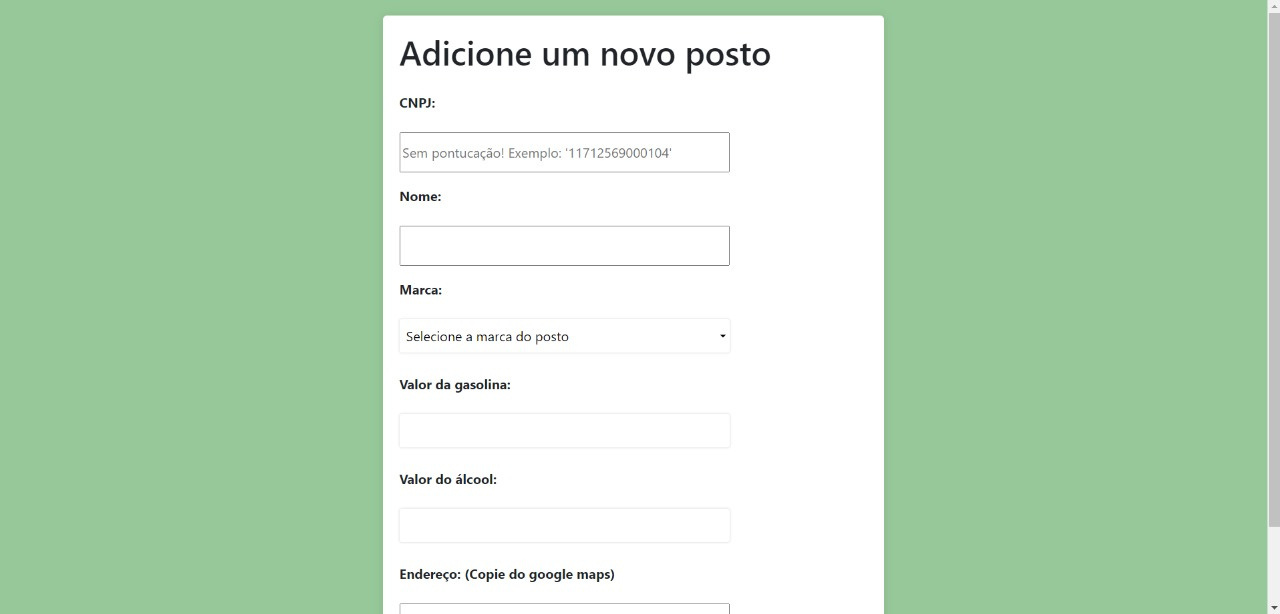 Adicione um novo posto
CNPJ:
Sem pontucação! Exemplo: '11712569000104'
Nome:
Marca:
Selecione a marca do posto
Valor da gasolina:
Valor do álcool:
Endereço: (Copie do google maps)